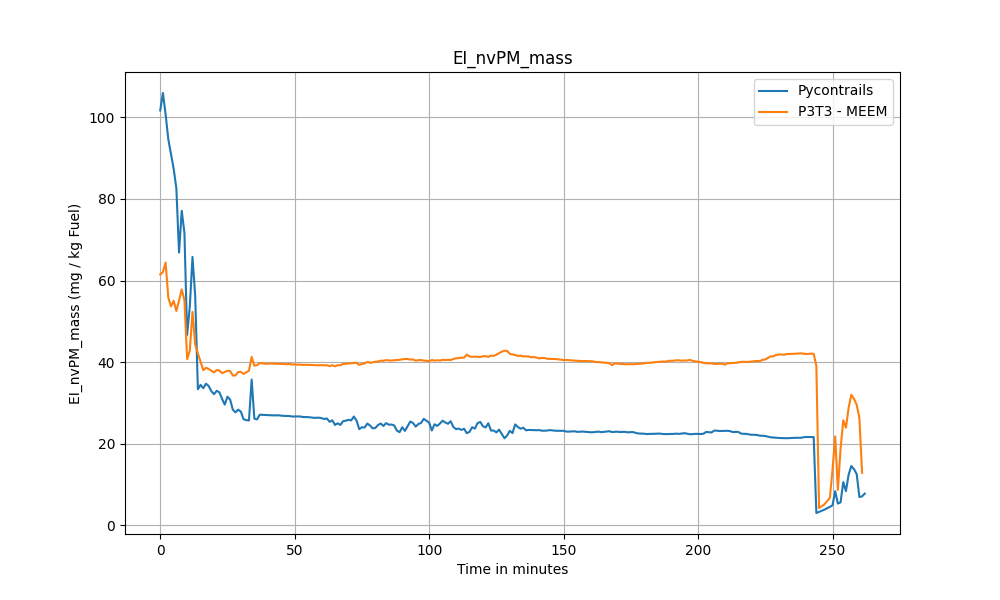 EI_nvPM_mass
Pycontrails
P3T3 - MEEM
EI_nvPM_mass (mg / kg Fuel)
100
80
60
40
20
0
0 50 100 150 200 250
Time in minutes